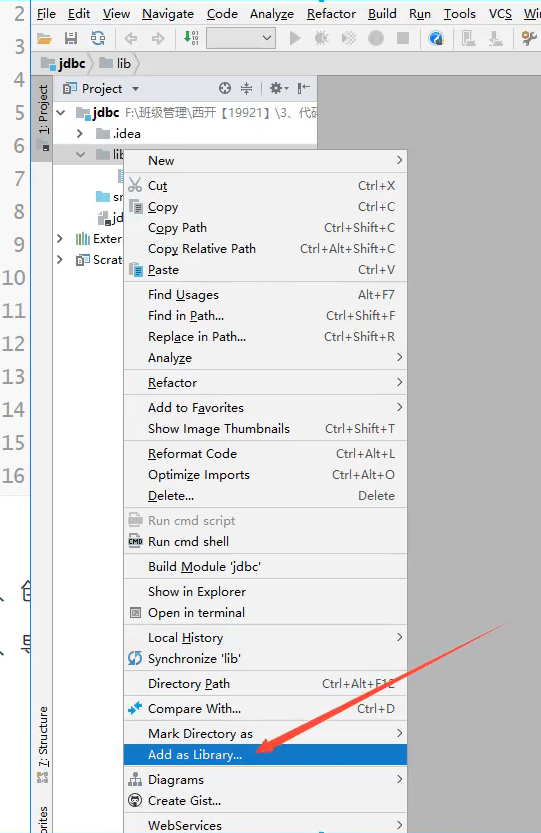 2 File Edit View Navigate Code Analyze Refactor Build Run Tools VCS
3
4 jdbc lib
1: Project
Project
5 jdbc F:\班级管理\西开【19921】\3、代码
6 .idea
7
8
9
10
11
12
13
14
15
16
New
Cut Ctrl+X
Copy Ctrl+C
Copy Path Ctrl+Shift+C
Copy Relative Path Ctrl+Alt+Shift+C
Paste Ctrl+V
Find Usages Alt+F7
Find in Path... Ctrl+Shift+F
Replace in Path... Ctrl+Shift+R
Analyze
Refactor
Add to Favorites
Show Image Thumbnails Ctrl+Shift+T
Reformat Code Ctrl+Alt+L
Optimize Imports Ctrl+Alt+O
Delete... Delete
Run cmd script
Run cmd shell
Build Module 'jdbc'
Show in Explorer
Open in terminal
Local History
Synchronize 'lib'
Directory Path Ctrl+Alt+F12
Compare With... Ctrl+D
Mark Directory as
Add as Library...
Diagrams
Create Gist...
WebServices
7: Structure